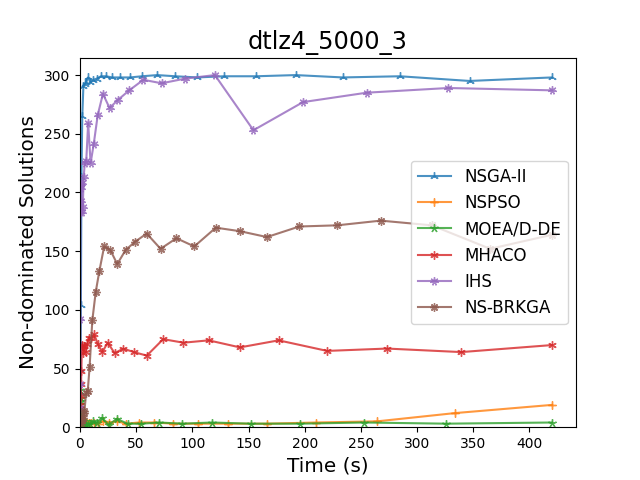 dtlz4_5000_3
Non-dominated Solutions
300
250
200
150
100
50
0
NSGA-II
NSPSO
MOEA/D-DE
MHACO
IHS
NS-BRKGA
0 50 100 150 200 250 300 350 400
Time (s)